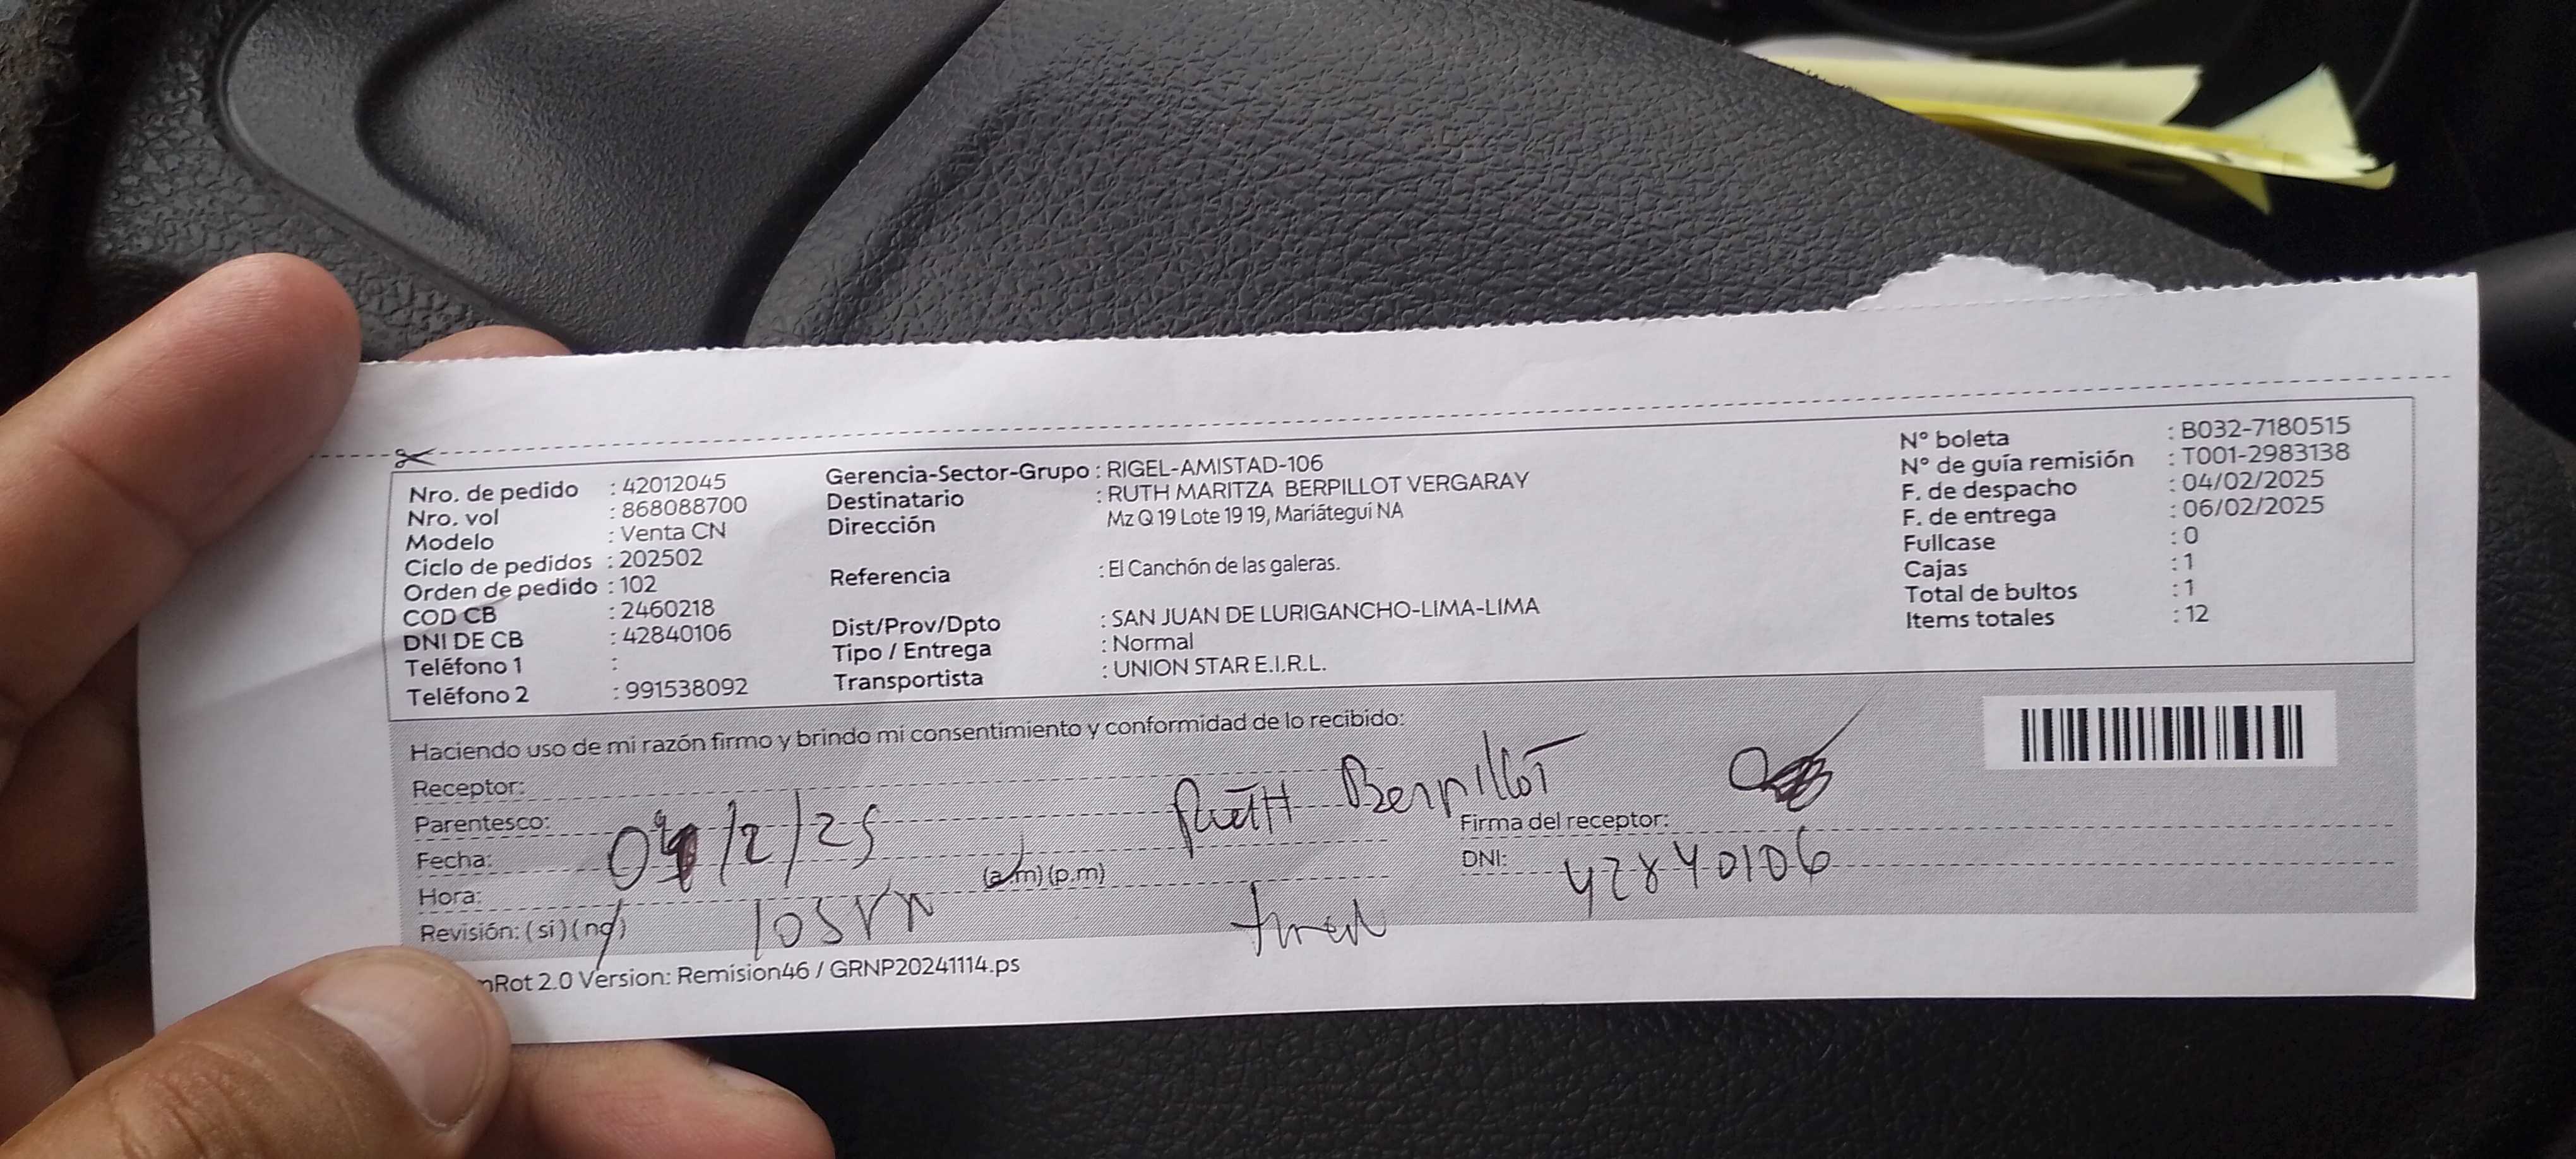 Nro. de pedido : 42012045
Nro. vol : 868088700
Modelo : Venta CN
Ciclo de pedidos : 202502
Orden de pedido : 102
COD CB : 2460218
DNI DE CB : 42840106
Teléfono 1 :
Teléfono 2 : 991538092
Gerencia-Sector-Grupo : RIGEL-AMISTAD-106
Destinatario : RUTH MARITZA BERPILLOT VERGARAY
Dirección Mz Q 19 Lote 19 19, Mariátegui NA
Referencia : El Canchón de las galeras.
Dist/Prov/Dpto : SAN JUAN DE LURIGANCHO-LIMA-LIMA
Tipo / Entrega : Normal
Transportista : UNION STAR E.I.R.L.
N° boleta : B032-7180515
N° de guía remisión : T001-2983138
F. de despacho : 04/02/2025
F. de entrega : 06/02/2025
Fullcase : 0
Cajas : 1
Total de bultos : 1
Items totales : 12
Haciendo uso de mi razón firmo y brindo mi consentimiento y conformidad de lo recibido:
Receptor: Ruth Berpillot
Parentesco:
Fecha: /2/25
Hora: (a.m)(p.m)
Revisión: (si)(no)
Firma del receptor:
DNI: 42840106
nRot 2.0 Version: Remision46 / GRNP20241114.ps